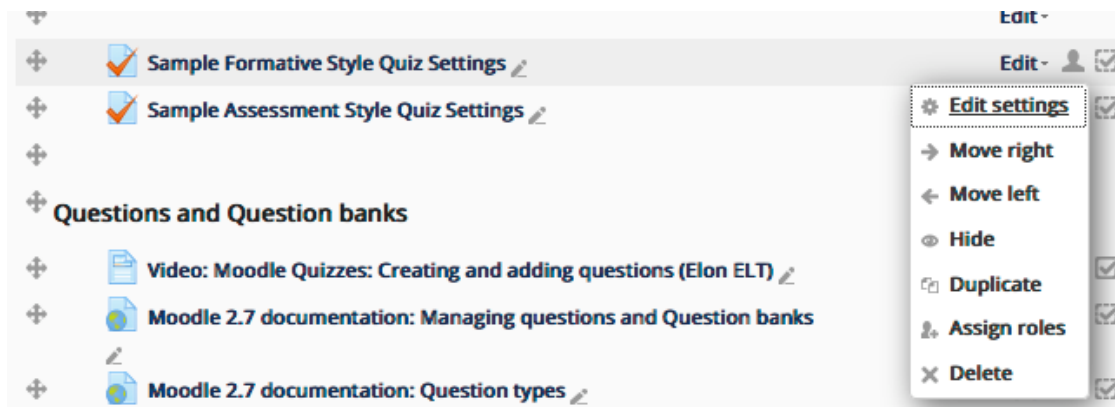 Edit
Sample Formative Style Quiz Settings
Edit
Sample Assessment Style Quiz Settings
Edit settings
Move right
Move left
Hide
Duplicate
Assign roles
Delete
Questions and Question banks
Video: Moodle Quizzes: Creating and adding questions (Elon ELT)
Moodle 2.7 documentation: Managing questions and Question banks
Moodle 2.7 documentation: Question types